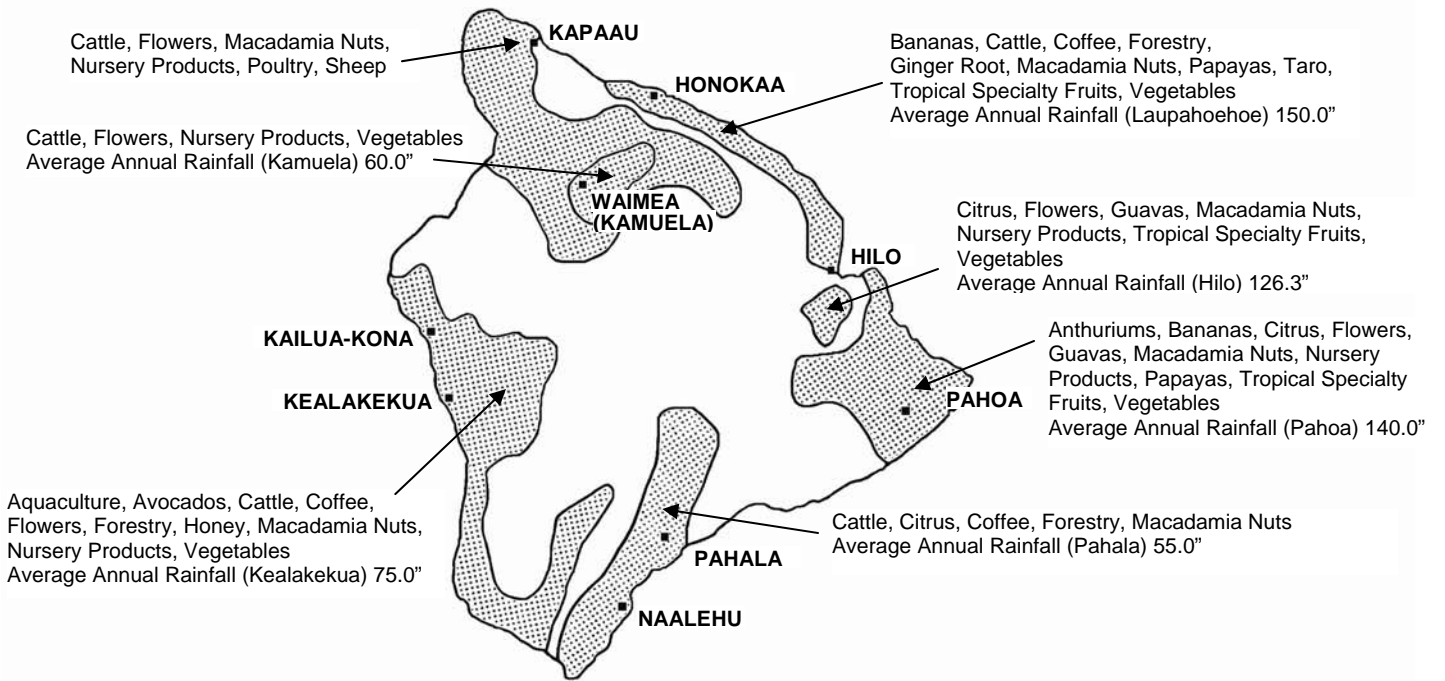 Cattle, Flowers, Macadamia Nuts,
Nursery Products, Poultry, Sheep
KAPAAU
Bananas, Cattle, Coffee, Forestry,
Ginger Root, Macadamia Nuts, Papayas, Taro,
Tropical Specialty Fruits, Vegetables
Average Annual Rainfall (Laupahoehoe) 150.0”
HONOKAA
Cattle, Flowers, Nursery Products, Vegetables
Average Annual Rainfall (Kamuela) 60.0”
WAIMEA
(KAMUELA)
Citrus, Flowers, Guavas, Macadamia Nuts,
Nursery Products, Tropical Specialty Fruits,
Vegetables
Average Annual Rainfall (Hilo) 126.3”
HILO
KAILUA-KONA
Anthuriums, Bananas, Citrus, Flowers,
Guavas, Macadamia Nuts, Nursery
Products, Papayas, Tropical Specialty
Fruits, Vegetables
Average Annual Rainfall (Pahoa) 140.0”
KEALAKEKUA
PAHOA
Aquaculture, Avocados, Cattle, Coffee,
Flowers, Forestry, Honey, Macadamia Nuts,
Nursery Products, Vegetables
Average Annual Rainfall (Kealakekua) 75.0”
Cattle, Citrus, Coffee, Forestry, Macadamia Nuts
Average Annual Rainfall (Pahala) 55.0”
PAHALA
NAALEHU